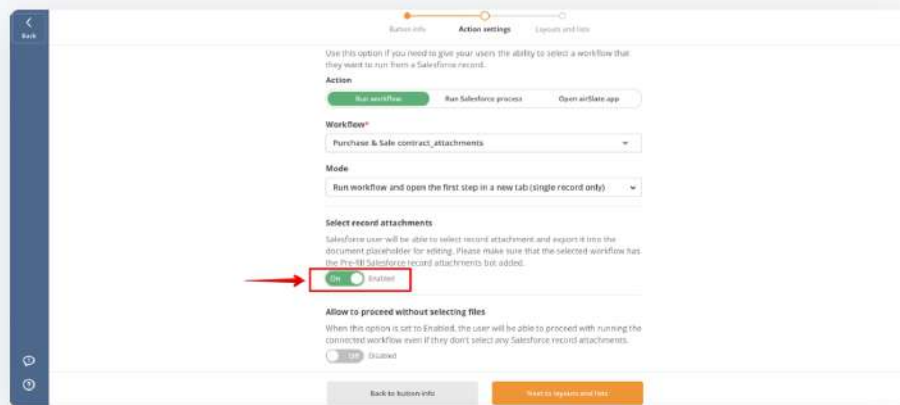 Back
Button info
Action settings
Layouts and lists
Use this option if you need to give your users the ability to select a workflow that
they want to run from a Salesforce record.
Action
Run workflow
Run Salesforce process
Open airSlate app
Workflow*
Purchase & Sale contract_attachments
Mode
Run workflow and open the first step in a new tab (single record only)
Select record attachments
Salesforce user will be able to select record attachment and export it into the
document placeholder for editing. Please make sure that the selected workflow has
the Pre-fill Salesforce record attachments bot added.
On
Enabled
Allow to proceed without selecting files
When this option is set to Enabled, the user will be able to proceed with running the
connected workflow even if they don't select any Salesforce record attachments.
Off
Disabled
Back to button info
Next to layouts and lists